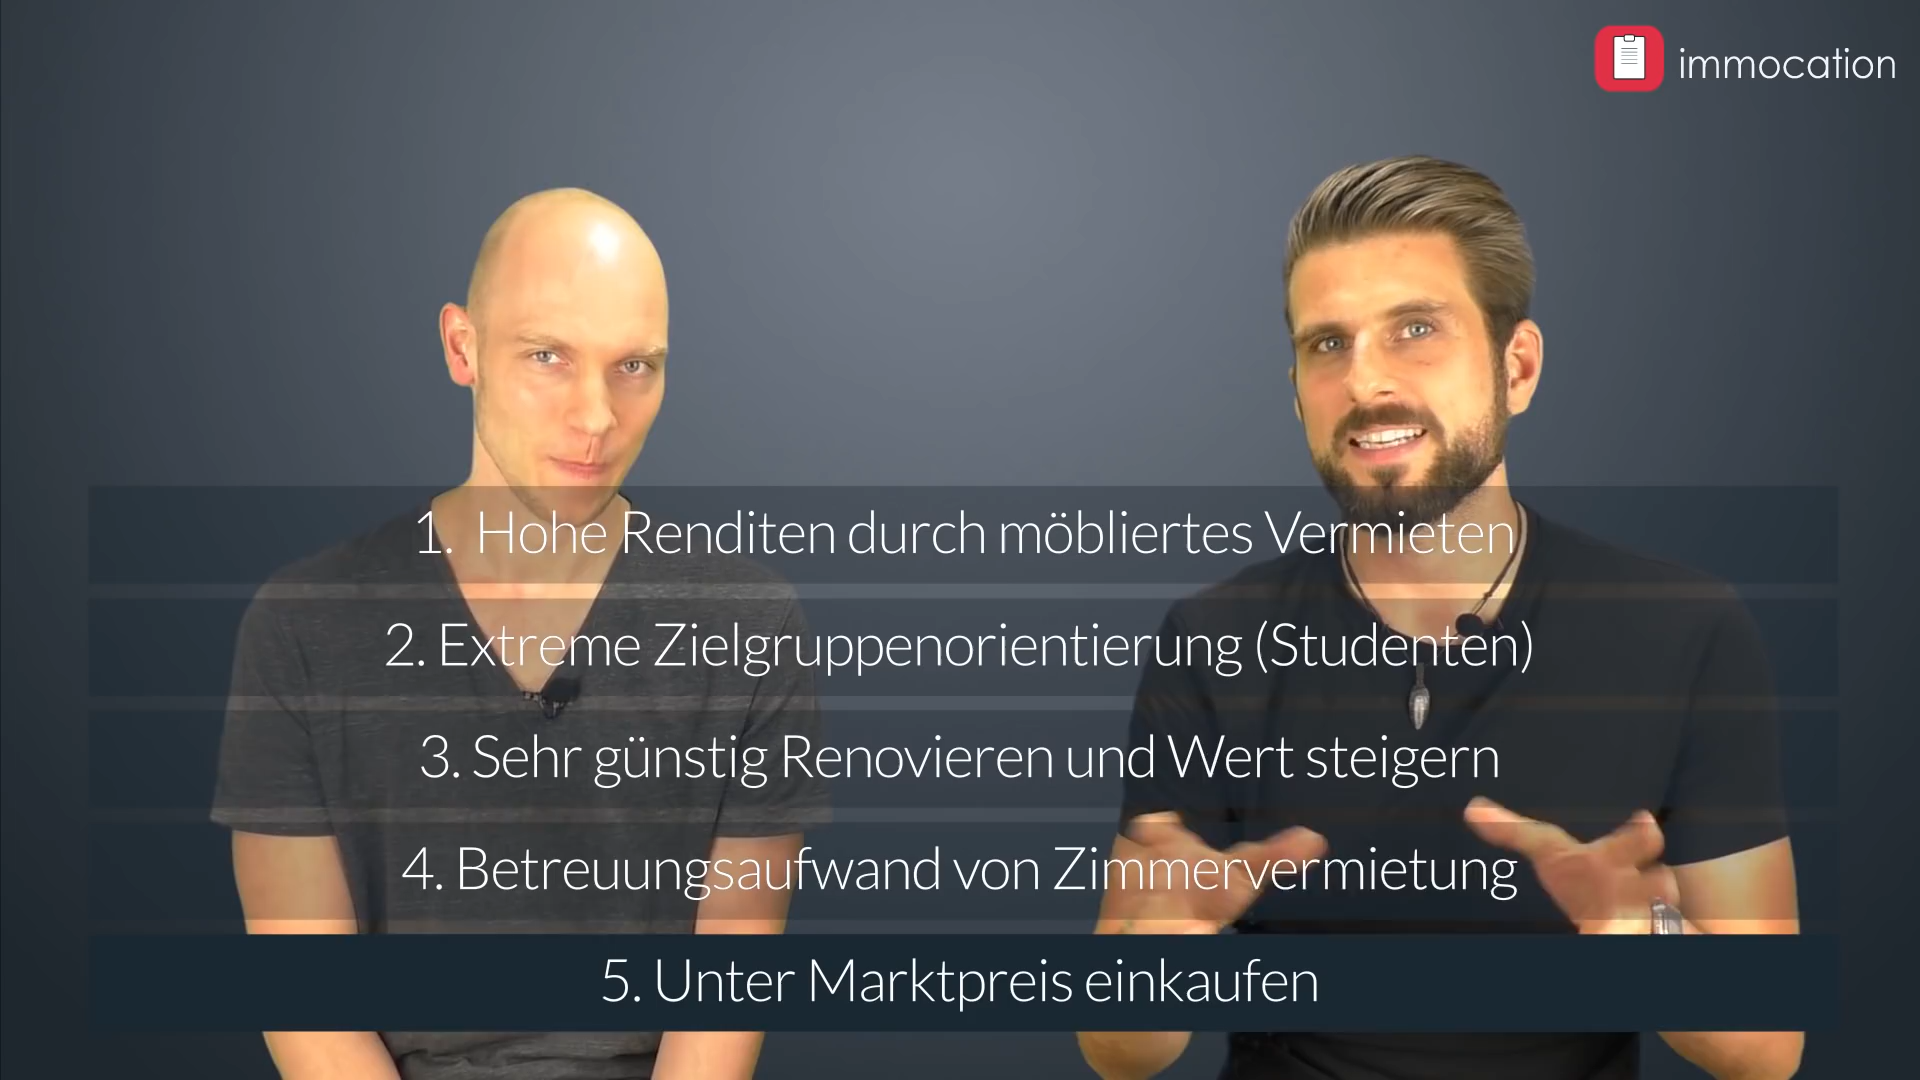 immocation
1. Hohe Renditen durch möbliertes Vermieten
2. Extreme Zielgruppenorientierung (Studenten)
3. Sehr günstig Renovieren und Wert steigern
4. Betreuungsaufwand von Zimmervermietung
5. Unter Marktpreis einkaufen